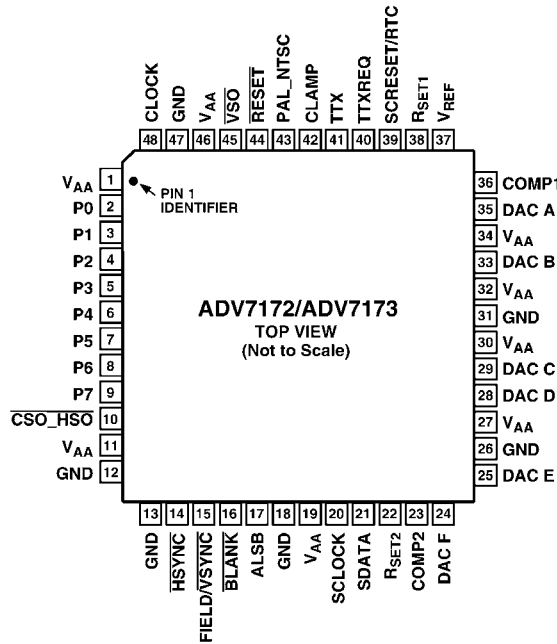 CLOCK
GND
VAA
VSO
RESET
PAL_NTSC
CLAMP
TTX
TTXREQ
SCRESET/RTC
RSET1
VREF
48 47 46 45 44 43 42 41 40 39 38 37
VAA 1
P0 2
P1 3
P2 4
P3 5
P4 6
P5 7
P6 8
P7 9
CSO_HSO 10
VAA 11
GND 12
PIN 1
IDENTIFIER
ADV7172/ADV7173
TOP VIEW
(Not to Scale)
36 COMP1
35 DAC A
34 VAA
33 DAC B
32 VAA
31 GND
30 VAA
29 DAC C
28 DAC D
27 VAA
26 GND
25 DAC E
13 14 15 16 17 18 19 20 21 22 23 24
GND
HSYNC
FIELD/VSYNC
BLANK
ALSB
GND
VAA
SCLOCK
SDATA
RSET2
COMP2
DAC F